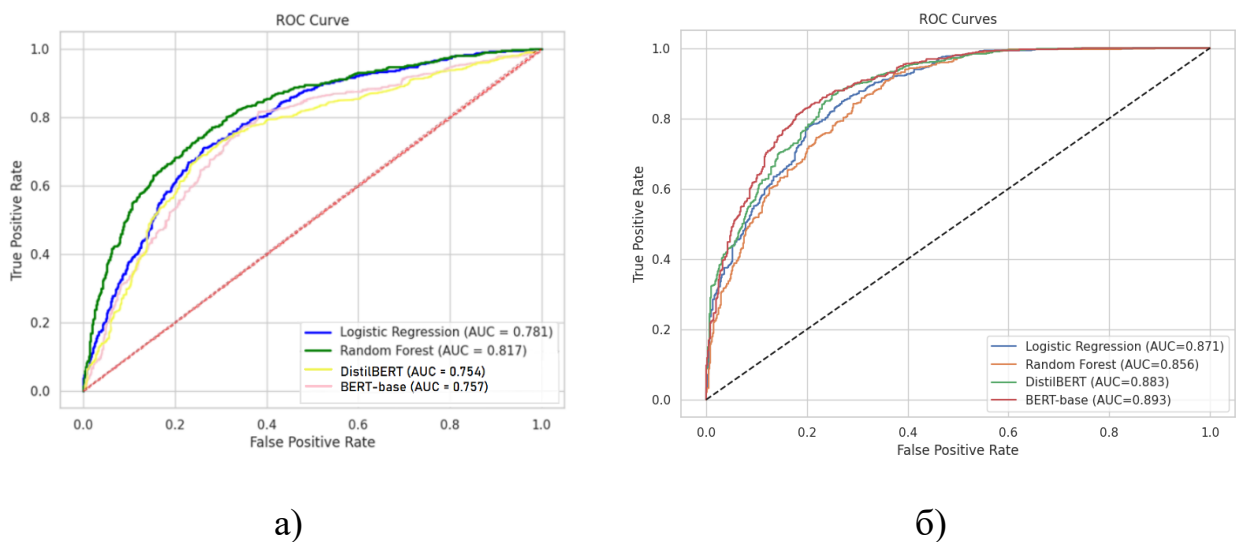 ROC Curve
1.0
0.8
0.6
0.4
0.2
0.0
True Positive Rate
0.0 0.2 0.4 0.6 0.8 1.0
False Positive Rate
Logistic Regression (AUC = 0.781)
Random Forest (AUC = 0.817)
DistilBERT (AUC = 0.754)
BERT-base (AUC = 0.757)
а)
ROC Curves
1.0
0.8
0.6
0.4
0.2
0.0
True Positive Rate
0.0 0.2 0.4 0.6 0.8 1.0
False Positive Rate
Logistic Regression (AUC=0.871)
Random Forest (AUC=0.856)
DistilBERT (AUC=0.883)
BERT-base (AUC=0.893)
б)